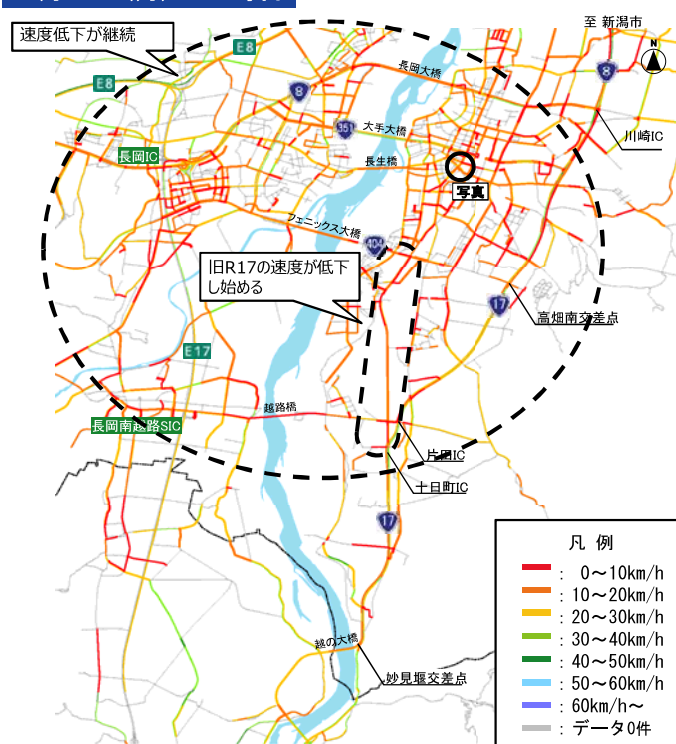 至 新潟市
速度低下が継続
E8
E8
N
8
8
長岡大橋
351
大手大橋
川崎IC
長岡IC
長生橋
写真
フェニックス大橋
404
旧R17の速度が低下
し始める
17
高畑南交差点
E17
越路橋
長岡南越路SIC
片田IC
十日町IC
17
凡 例
: 0～10km/h
: 10～20km/h
: 20～30km/h
: 30～40km/h
: 40～50km/h
: 50～60km/h
: 60km/h～
: データ0件
越の大橋
妙見堰交差点